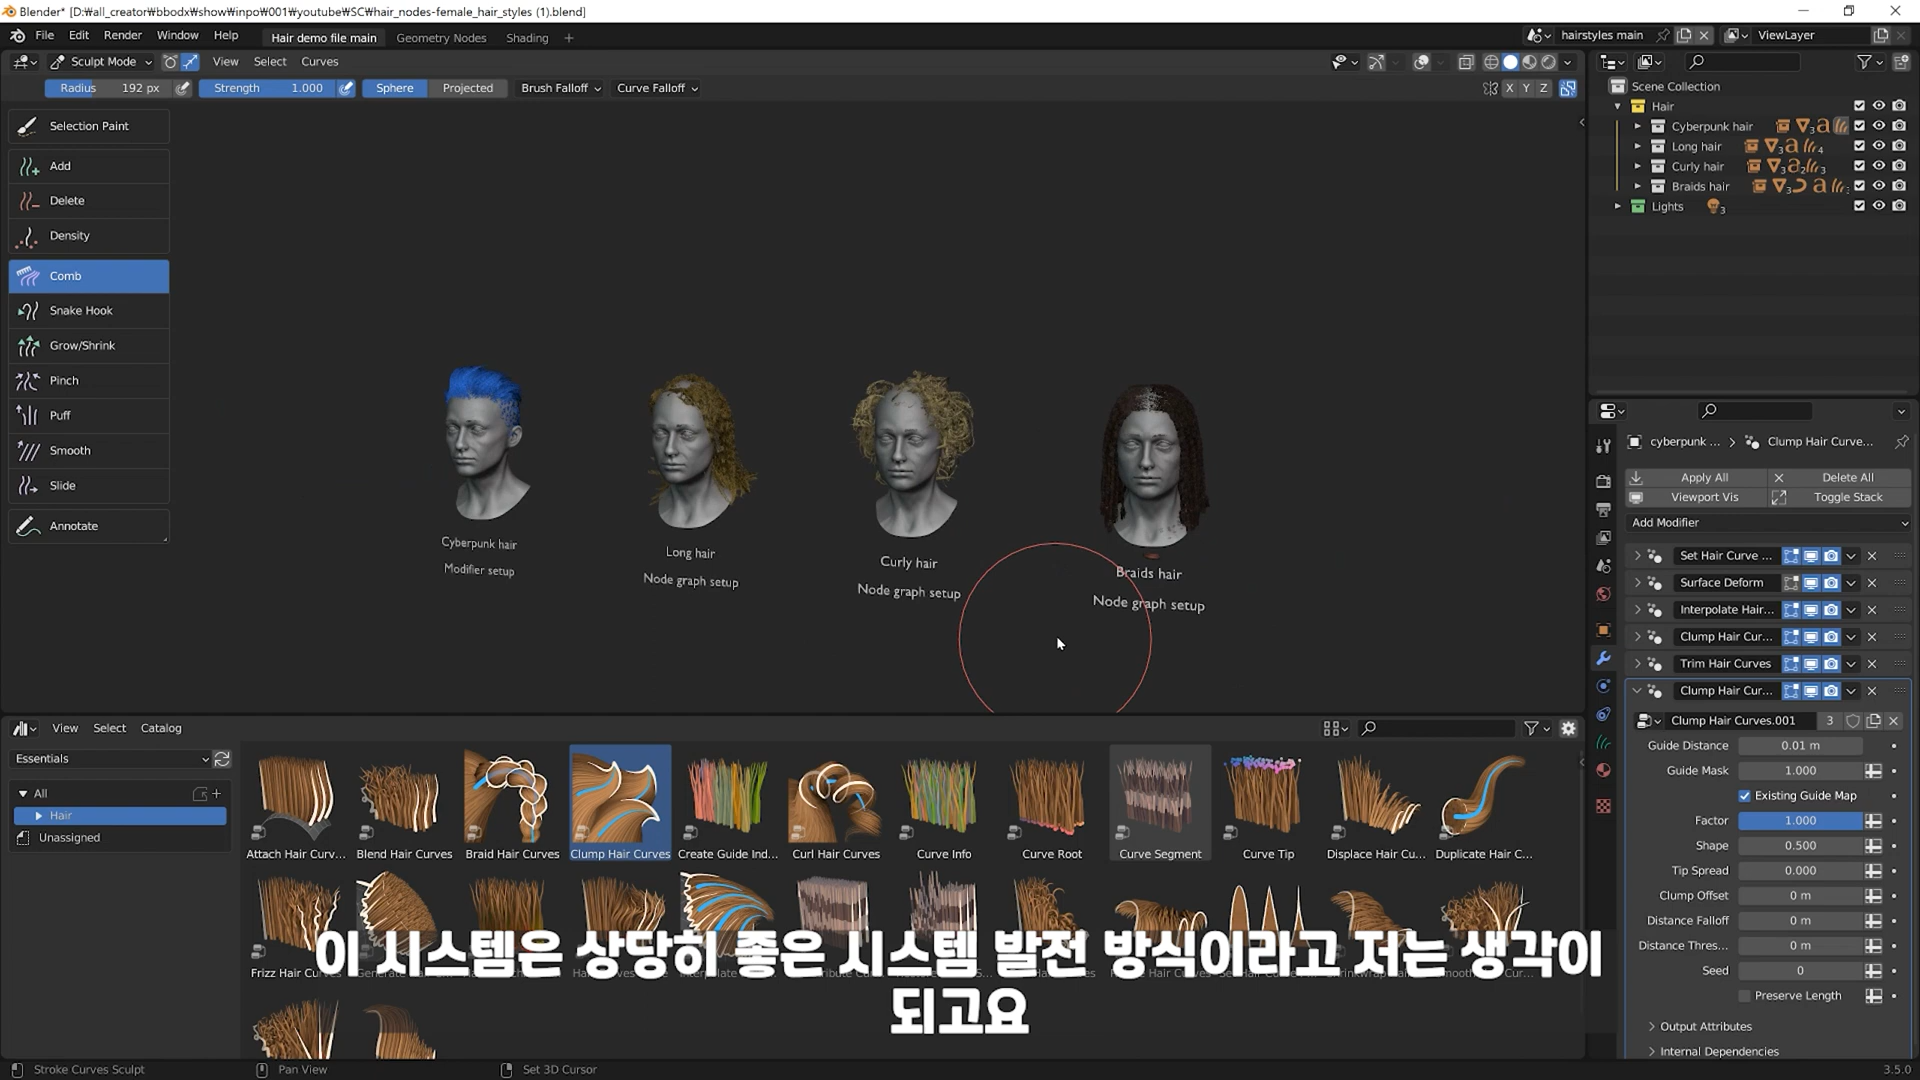 Blender* [D:₩all_creator₩bbodx₩show₩inpo₩001₩youtube₩SC₩hair_nodes-female_hair_styles (1).blend]
File Edit Render Window Help Hair demo file main Geometry Nodes Shading + hairstyles main ViewLayer
Sculpt Mode View Select Curves
Radius 192 px Strength 1.000 Sphere Projected Brush Falloff Curve Falloff X Y Z
Selection Paint
Add
Delete
Density
Comb
Snake Hook
Grow/Shrink
Pinch
Puff
Smooth
Slide
Annotate
Cyberpunk hair
Modifier setup
Long hair
Node graph setup
Curly hair
Node graph setup
Braids hair
Node graph setup
Scene Collection
Hair
Cyberpunk hair 3
Long hair 3 4
Curly hair 3 2 3
Braids hair 3
Lights 3
cyberpunk ... > Clump Hair Curve...
Apply All Delete All
Viewport Vis Toggle Stack
Add Modifier
Set Hair Curve ...
Surface Deform
Interpolate Hair...
Clump Hair Cur...
Trim Hair Curves
Clump Hair Cur...
Clump Hair Curves.001 3
Guide Distance 0.01 m
Guide Mask 1.000
Existing Guide Map
Factor 1.000
Shape 0.500
Tip Spread 0.000
Clump Offset 0 m
Distance Falloff 0 m
Distance Thres... 0 m
Seed 0
Preserve Length
Output Attributes
Internal Dependencies
View Select Catalog
Essentials
All
Hair
Unassigned
Attach Hair Curv... Blend Hair Curves Braid Hair Curves Clump Hair Curves Create Guide Ind... Curl Hair Curves Curve Info Curve Root Curve Segment Curve Tip Displace Hair Cu... Duplicate Hair C...
Frizz Hair Curves
이 시스템은 상당히 좋은 시스템 발전 방식이라고 저는 생각이
되고요
Stroke Curves Sculpt Pan View Set 3D Cursor 3.5.0